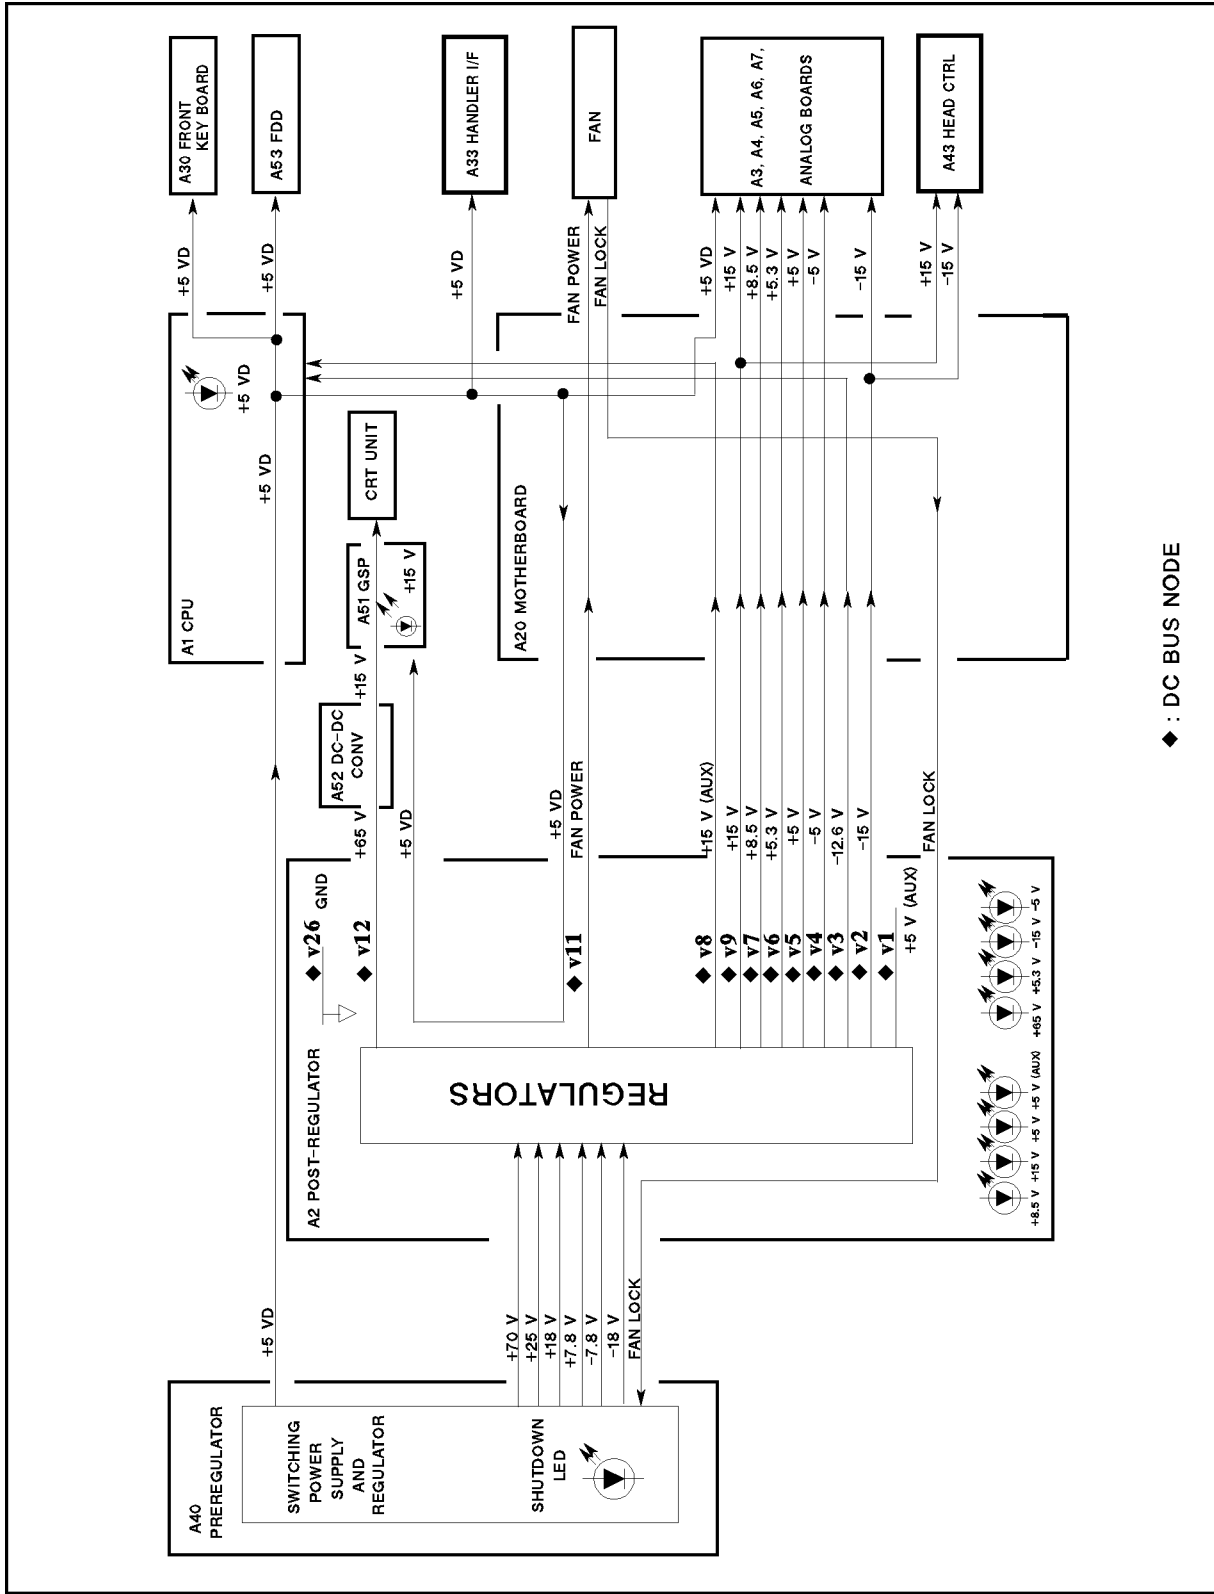 A40
PREREGULATOR
SWITCHING
POWER
SUPPLY
AND
REGULATOR
SHUTDOWN
LED
+5 VD
+70 V
+25 V
+18 V
+7.8 V
-7.8 V
-18 V
FAN LOCK
A2 POST-REGULATOR
REGULATORS
◆ v26
GND
◆ v12
◆ v11
◆ v8
◆ v9
◆ v7
◆ v6
◆ v5
◆ v4
◆ v3
◆ v2
◆ v1
+8.5 V
+15 V
+5 V
+5 V (AUX)
+65 V
+5.3 V
-15 V
-5 V
+65 V
+5 VD
+5 VD
FAN POWER
+15 V (AUX)
+15 V
+8.5 V
+5.3 V
+5 V
-5 V
-12.6 V
-15 V
+5 V (AUX)
FAN LOCK
A52 DC-DC
CONV
+15 V
A51 GSP
+15 V
CRT UNIT
A1 CPU
+5 VD
+5 VD
A20 MOTHERBOARD
+5 VD
+5 VD
+5 VD
FAN POWER
FAN LOCK
+5 VD
+15 V
+8.5 V
+5.3 V
+5 V
-5 V
-15 V
+15 V
-15 V
A30 FRONT
KEY BOARD
A53 FDD
A33 HANDLER I/F
FAN
A3, A4, A5, A6, A7,
ANALOG BOARDS
A43 HEAD CTRL
◆ : DC BUS NODE